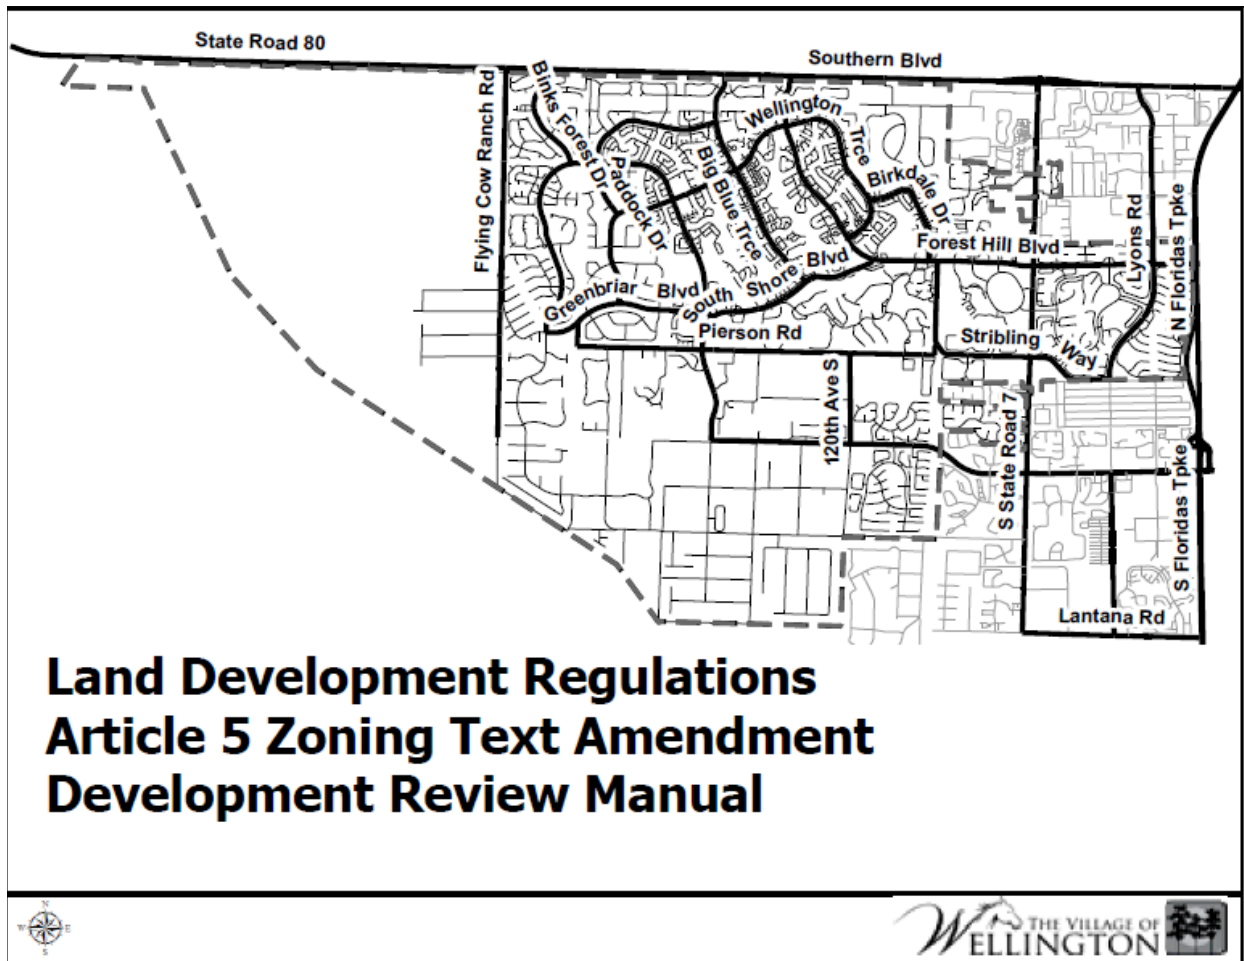 State Road 80
Southern Blvd
Flying Cow Ranch Rd
Binks Forest Dr
Wellington Trce
Paddock Dr
Big Blue Trce
Birkdale Dr
Forest Hill Blvd
Lyons Rd
N Floridas Tpke
Greenbriar Blvd
South Shore Blvd
Pierson Rd
Stribling Way
120th Ave S
S State Road 7
S Floridas Tpke
Lantana Rd
Land Development Regulations
Article 5 Zoning Text Amendment
Development Review Manual
N
W E
S
THE VILLAGE OF
WELLINGTON